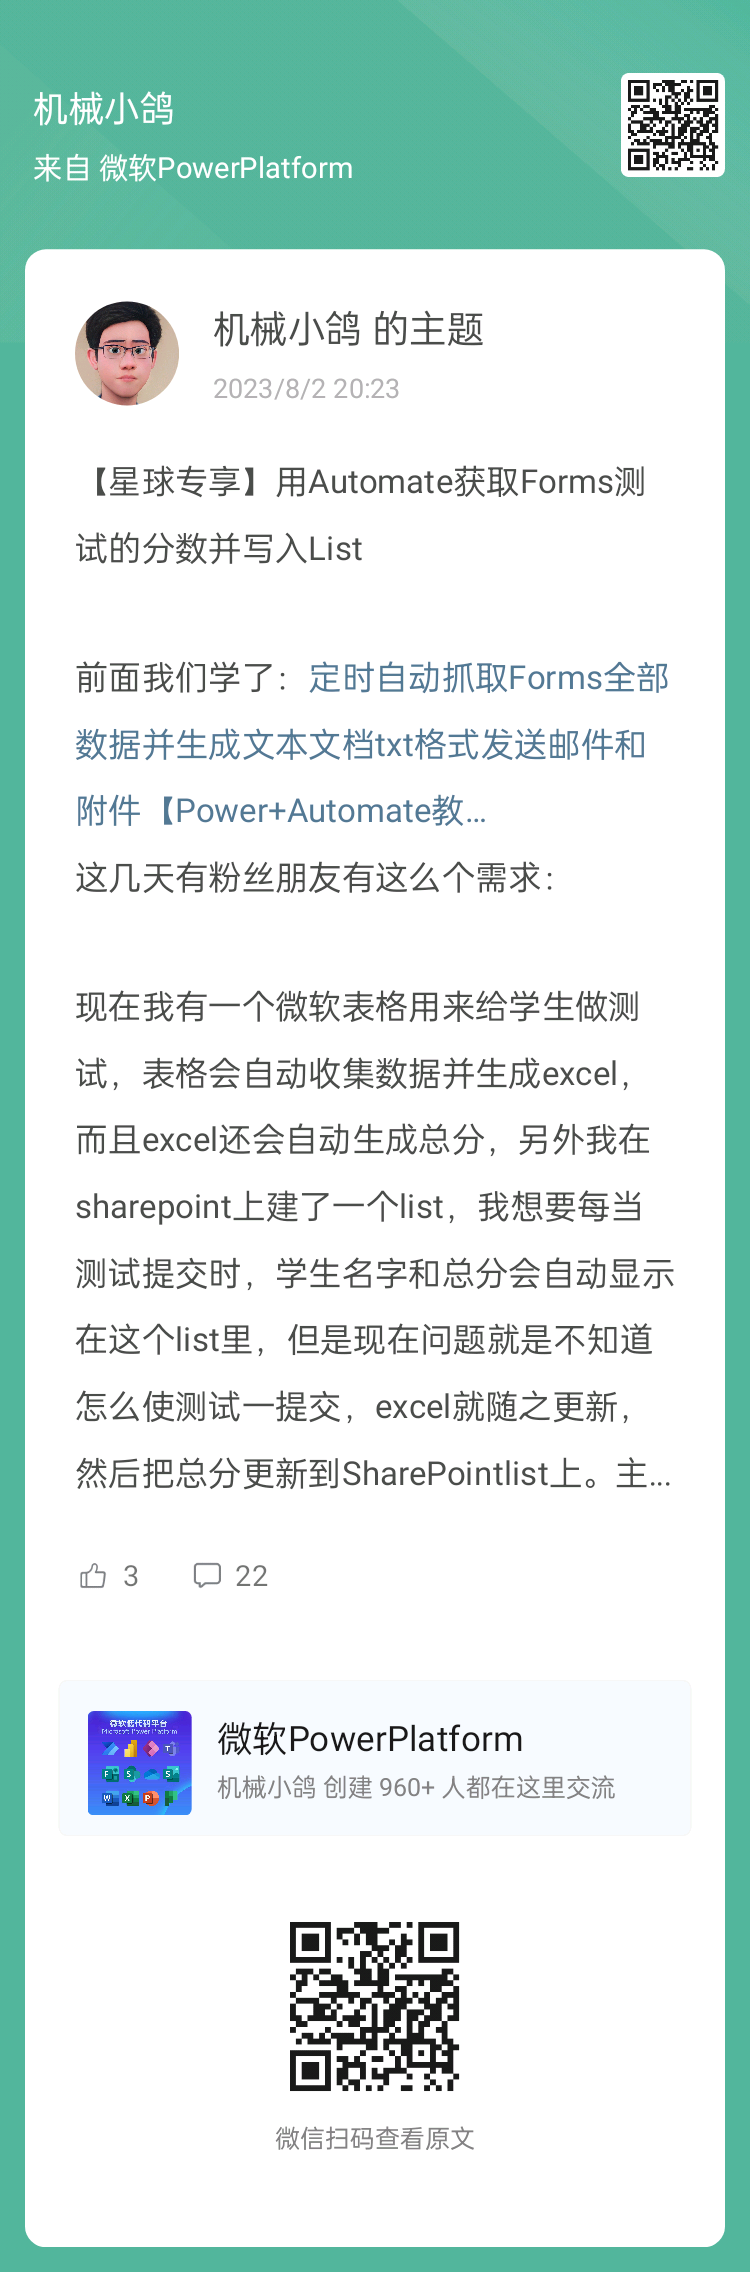 机械小鸽
来自 微软PowerPlatform
机械小鸽 的主题
2023/8/2 20:23
【星球专享】用Automate获取Forms测
试的分数并写入List
前面我们学了：定时自动抓取Forms全部
数据并生成文本文档txt格式发送邮件和
附件【Power+Automate教...
这几天有粉丝朋友有这么个需求：
现在我有一个微软表格用来给学生做测
试，表格会自动收集数据并生成excel，
而且excel还会自动生成总分，另外我在
sharepoint上建了一个list，我想要每当
测试提交时，学生名字和总分会自动显示
在这个list里，但是现在问题就是不知道
怎么使测试一提交，excel就随之更新，
然后把总分更新到SharePointlist上。主...
3 22
微软低代码平台
Microsoft Power Platform
微软PowerPlatform
机械小鸽 创建 960+ 人都在这里交流
微信扫码查看原文